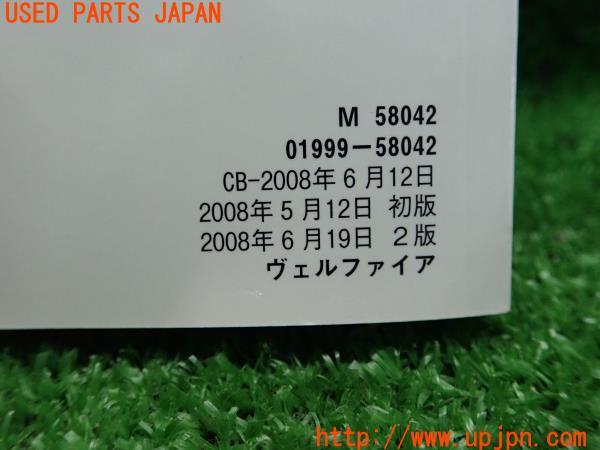 USED PARTS JAPAN
M 58042
01999-58042
CB-2008年6月12日
2008年5月12日 初版
2008年6月19日 2版
ヴェルファイア
http://www.upjpn.com